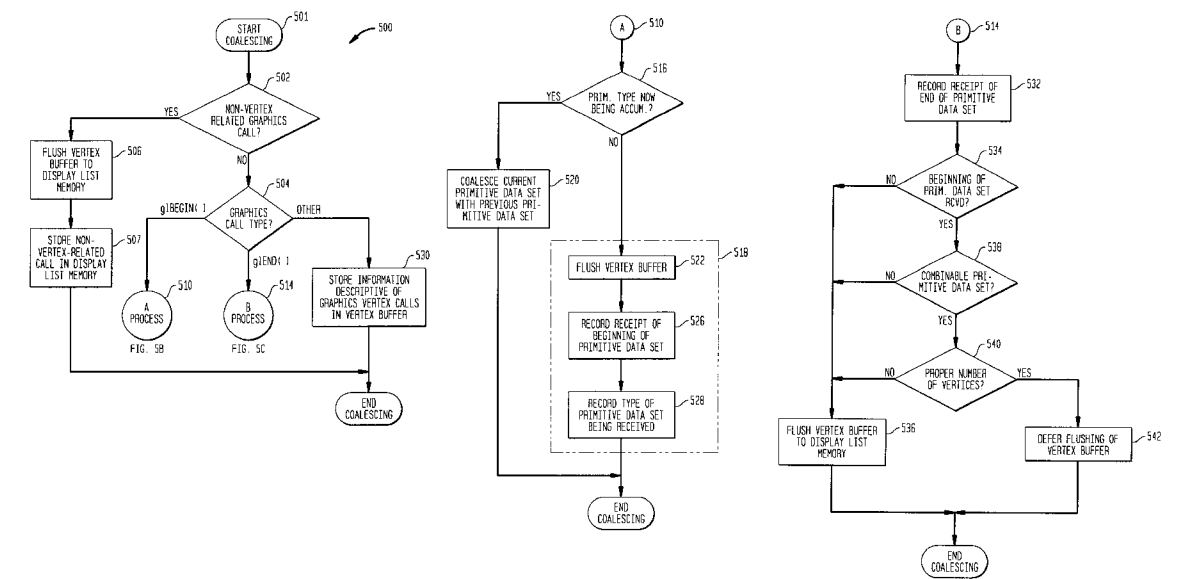 START
COALESCING
501
500
502
NON-VERTEX
RELATED GRAPHICS
CALL?
YES
NO
FLUSH VERTEX
BUFFER TO
DISPLAY LIST
MEMORY
506
504
GRAPHICS
CALL TYPE?
glBEGIN( )
OTHER
glEND( )
STORE NON-
VERTEX-RELATED
CALL IN DISPLAY
LIST MEMORY
507
530
STORE INFORMATION
DESCRIPTIVE OF
GRAPHICS VERTEX CALLS
IN VERTEX BUFFER
510
A
PROCESS
FIG. 5B
514
B
PROCESS
FIG. 5C
END
COALESCING
A
510
516
PRIM. TYPE NOW
BEING ACCUM.?
YES
NO
COALESCE CURRENT
PRIMITIVE DATA SET
WITH PREVIOUS PRI-
MITIVE DATA SET
520
518
FLUSH VERTEX BUFFER
522
RECORD RECEIPT OF
BEGINNING OF
PRIMITIVE DATA SET
526
RECORD TYPE OF
PRIMITIVE DATA SET
BEING RECEIVED
528
END
COALESCING
B
514
RECORD RECEIPT OF
END OF PRIMITIVE
DATA SET
532
534
BEGINNING OF
PRIM. DATA SET
RCVD?
NO
YES
538
COMBINABLE PRI-
MITIVE DATA SET?
NO
YES
540
PROPER NUMBER
OF VERTICES?
NO
YES
FLUSH VERTEX BUFFER
TO DISPLAY LIST
MEMORY
536
DEFER FLUSHING OF
VERTEX BUFFER
542
END
COALESCING